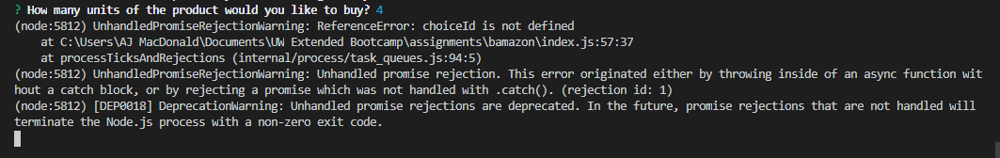 ? How many units of the product would you like to buy? 4
(node:5812) UnhandledPromiseRejectionWarning: ReferenceError: choiceId is not defined
    at C:\Users\AJ MacDonald\Documents\UW Extended Bootcamp\assignments\bamazon\index.js:57:37
    at processTicksAndRejections (internal/process/task_queues.js:94:5)
(node:5812) UnhandledPromiseRejectionWarning: Unhandled promise rejection. This error originated either by throwing inside of an async function wit
hout a catch block, or by rejecting a promise which was not handled with .catch(). (rejection id: 1)
(node:5812) [DEP0018] DeprecationWarning: Unhandled promise rejections are deprecated. In the future, promise rejections that are not handled will
terminate the Node.js process with a non-zero exit code.